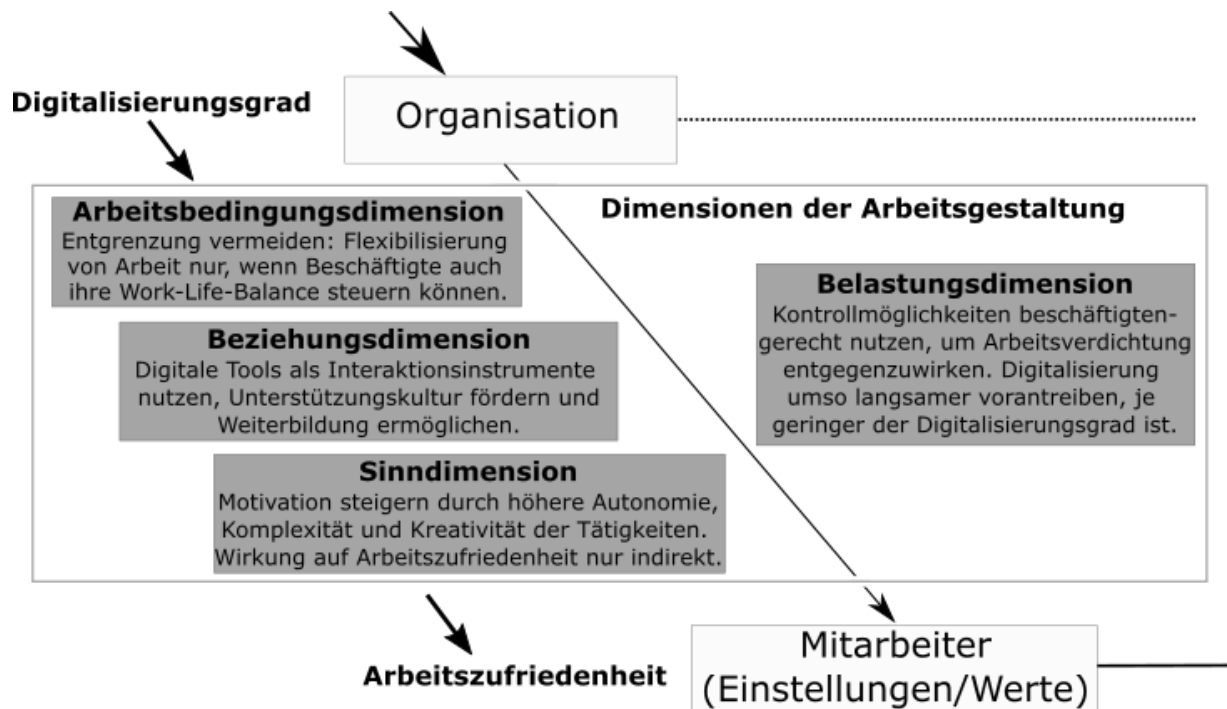 Digitalisierungsgrad
Organisation
Dimensionen der Arbeitsgestaltung
Arbeitsbedingungsdimension
Entgrenzung vermeiden: Flexibilisierung
von Arbeit nur, wenn Beschäftigte auch
ihre Work-Life-Balance steuern können.
Beziehungsdimension
Digitale Tools als Interaktionsinstrumente
nutzen, Unterstützungskultur fördern und
Weiterbildung ermöglichen.
Sinndimension
Motivation steigern durch höhere Autonomie,
Komplexität und Kreativität der Tätigkeiten.
Wirkung auf Arbeitszufriedenheit nur indirekt.
Belastungsdimension
Kontrollmöglichkeiten beschäftigten-
gerecht nutzen, um Arbeitsverdichtung
entgegenzuwirken. Digitalisierung
umso langsamer vorantreiben, je
geringer der Digitalisierungsgrad ist.
Arbeitszufriedenheit
Mitarbeiter
(Einstellungen/Werte)